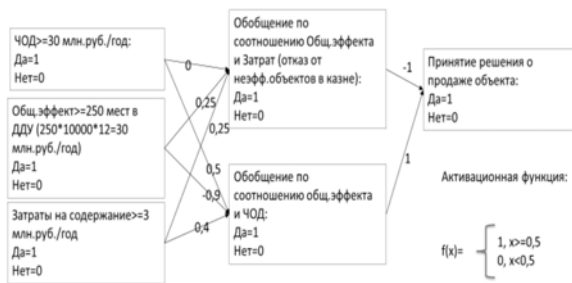 ЧОД>=30 млн.руб./год:
Да=1
Нет=0
Общ.эффект>=250 мест в
ДДУ (250*10000*12=30
млн.руб./год)
Да=1
Нет=0
Затраты на содержание>=3
млн.руб./год
Да=1
Нет=0
0
0,25
0,25
0,5
-0,9
0,4
Обобщение по
соотношению Общ.эффекта
и Затрат (отказ от
неэфф.объектов в казне):
Да=1
Нет=0
Обобщение по
соотношению общ.эффекта
и ЧОД:
Да=1
Нет=0
-1
1
Принятие решения о
продаже объекта:
Да=1
Нет=0
Активационная функция:
f(x)=
1, x>=0,5
0, x<0,5